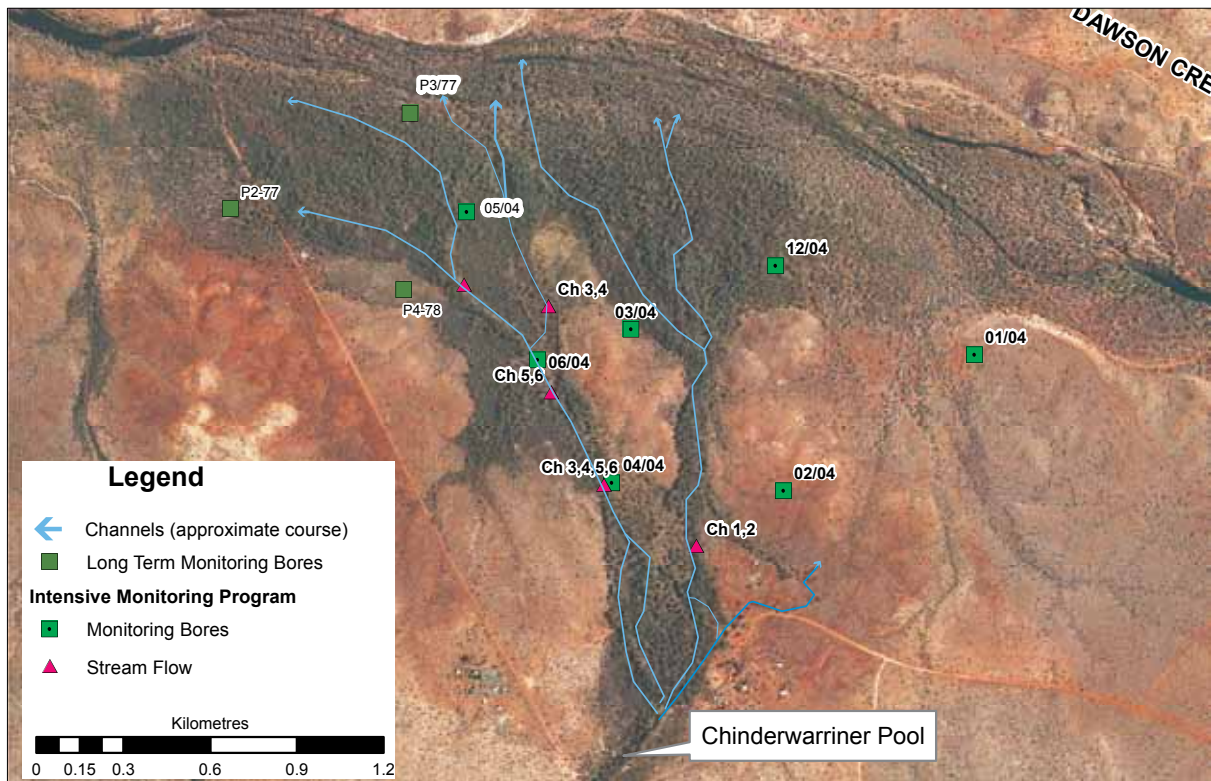 DAWSON CRE
P3/77
P2-77
05/04
12/04
Ch 3,4
03/04
P4-78
01/04
06/04
Ch 5,6
Ch 3,4,5,6
04/04
02/04
Ch 1,2
Legend
Channels (approximate course)
Long Term Monitoring Bores
Intensive Monitoring Program
Monitoring Bores
Stream Flow
Kilometres
0 0.15 0.3 0.6 0.9 1.2
Chinderwarriner Pool